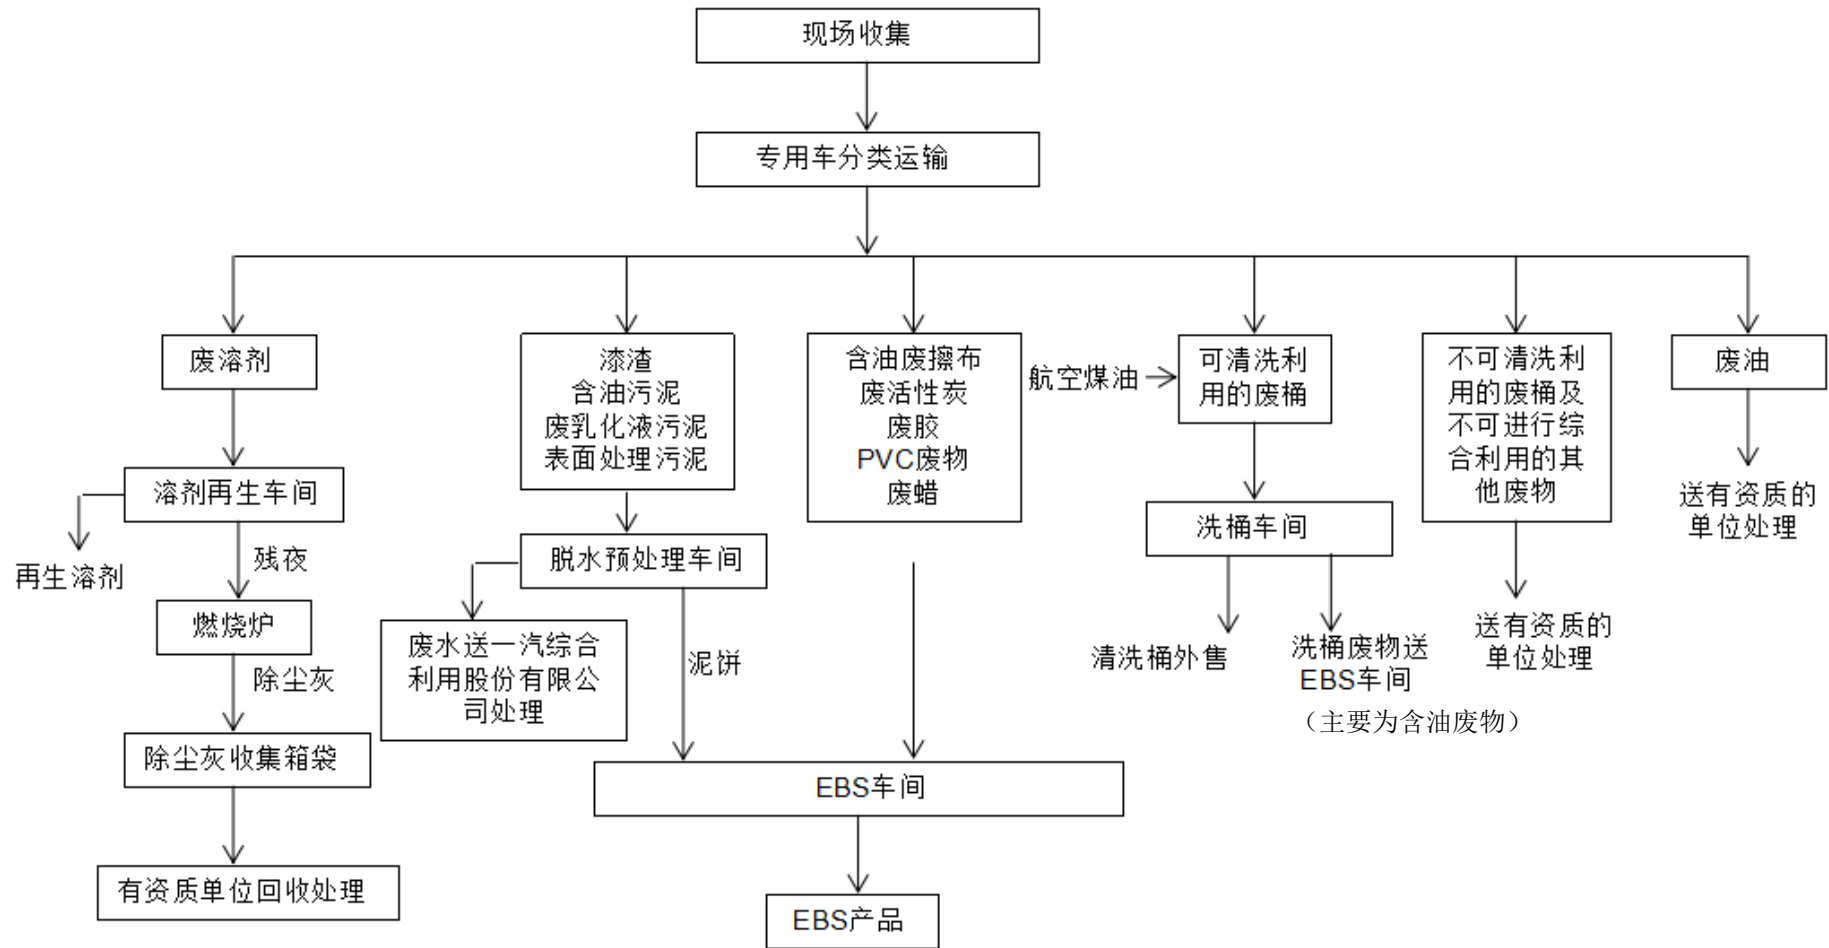 现场收集
专用车分类运输
废溶剂
漆渣
含油污泥
废乳化液污泥
表面处理污泥
含油废擦布
废活性炭
废胶
PVC废物
废蜡
航空煤油
可清洗利
用的废桶
不可清洗利
用的废桶及
不可进行综
合利用的其
他废物
废油
溶剂再生车间
再生溶剂
残夜
燃烧炉
除尘灰
除尘灰收集箱袋
有资质单位回收处理
脱水预处理车间
废水送一汽综合
利用股份有限公
司处理
泥饼
EBS车间
EBS产品
洗桶车间
清洗桶外售
洗桶废物送
EBS车间
（主要为含油废物）
送有资质的
单位处理
送有资质的
单位处理